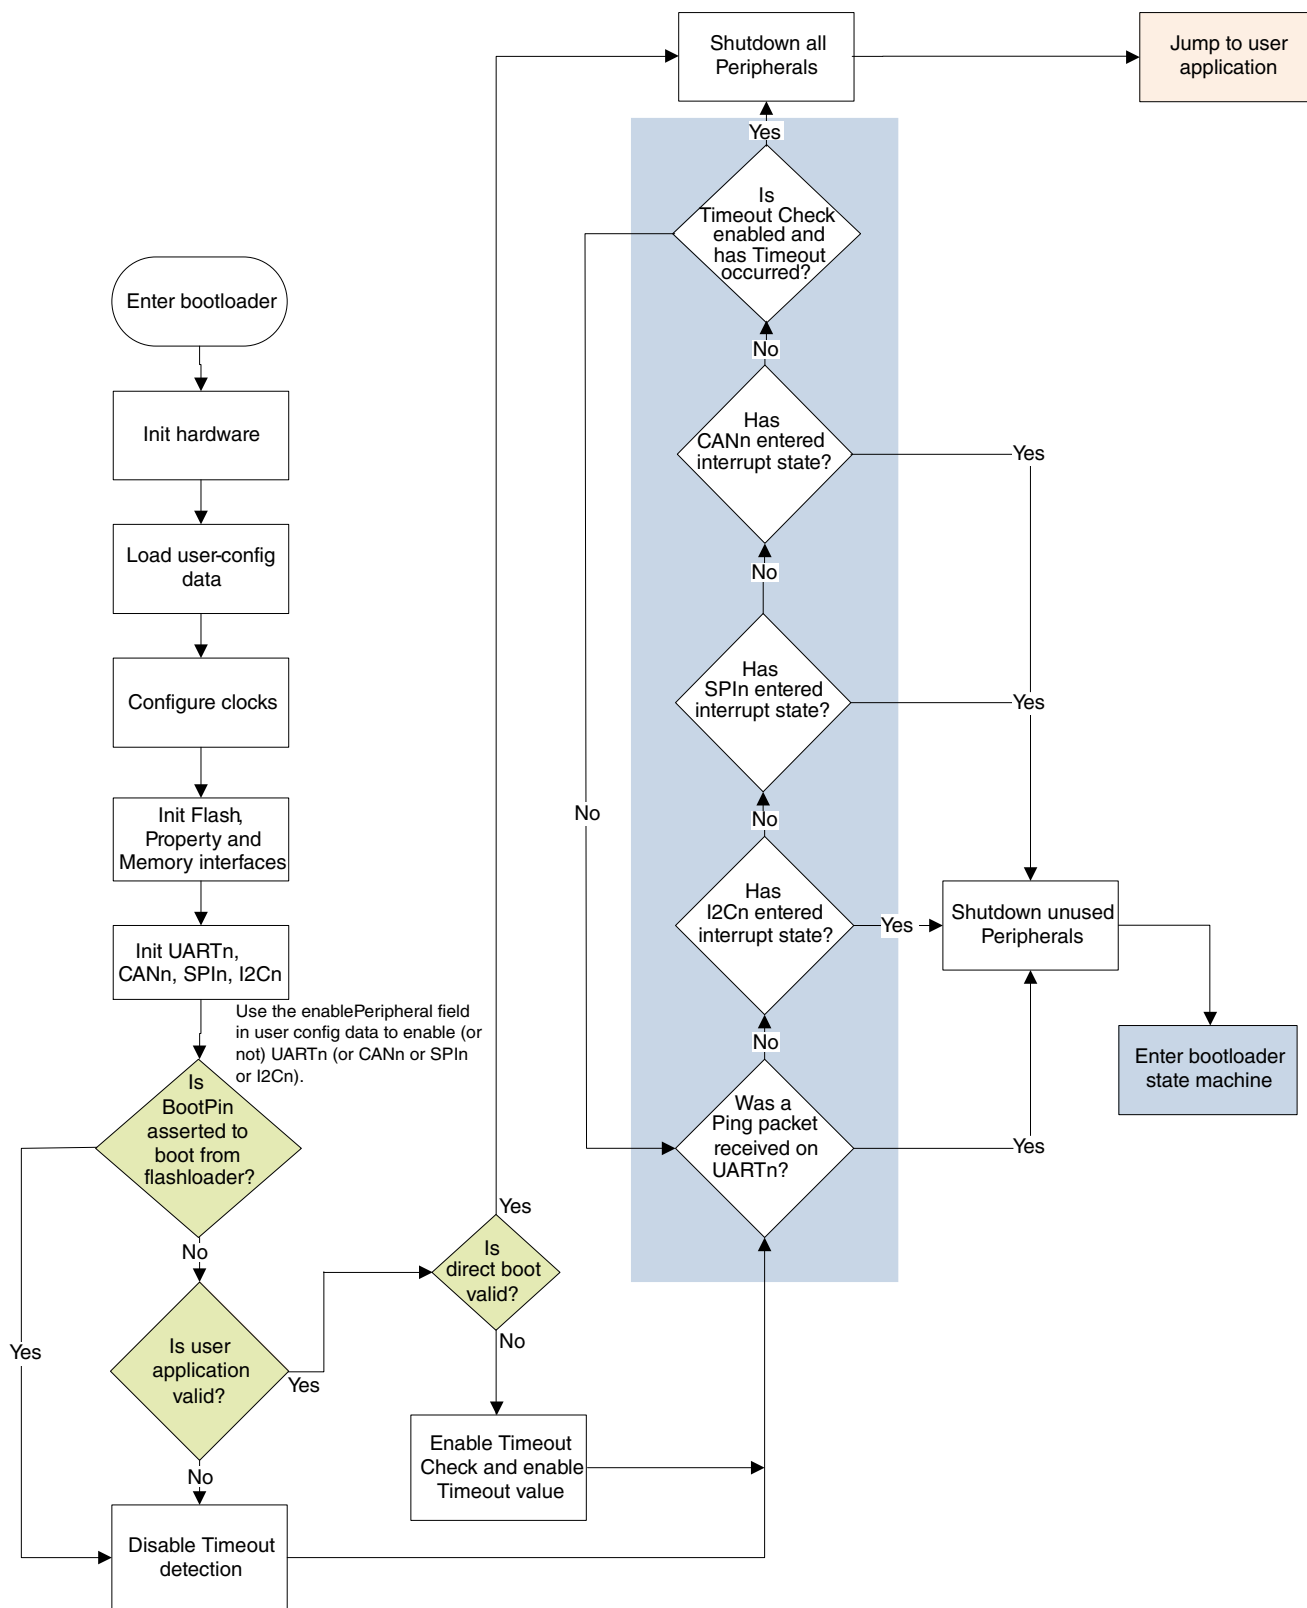 Shutdown all
Peripherals
Jump to user
application
Yes
Is
Timeout Check
enabled and
has Timeout
occurred?
Enter bootloader
No
Init hardware
Has
CANn entered
interrupt state?
Yes
Load user-config
data
No
Configure clocks
Has
SPIn entered
interrupt state?
Yes
Init Flash,
Property and
Memory interfaces
No
No
Init UARTn,
CANn, SPIn, I2Cn
Has
I2Cn entered
interrupt state?
Yes
Shutdown unused
Peripherals
Use the enablePeripheral field
in user config data to enable (or
not) UARTn (or CANn or SPIn
or I2Cn).
No
Enter bootloader
state machine
Is
BootPin
asserted to
boot from
flashloader?
Was a
Ping packet
received on
UARTn?
Yes
Yes
No
Is
direct boot
valid?
No
Yes
Is user
application
valid?
Yes
Enable Timeout
Check and enable
Timeout value
No
Disable Timeout
detection